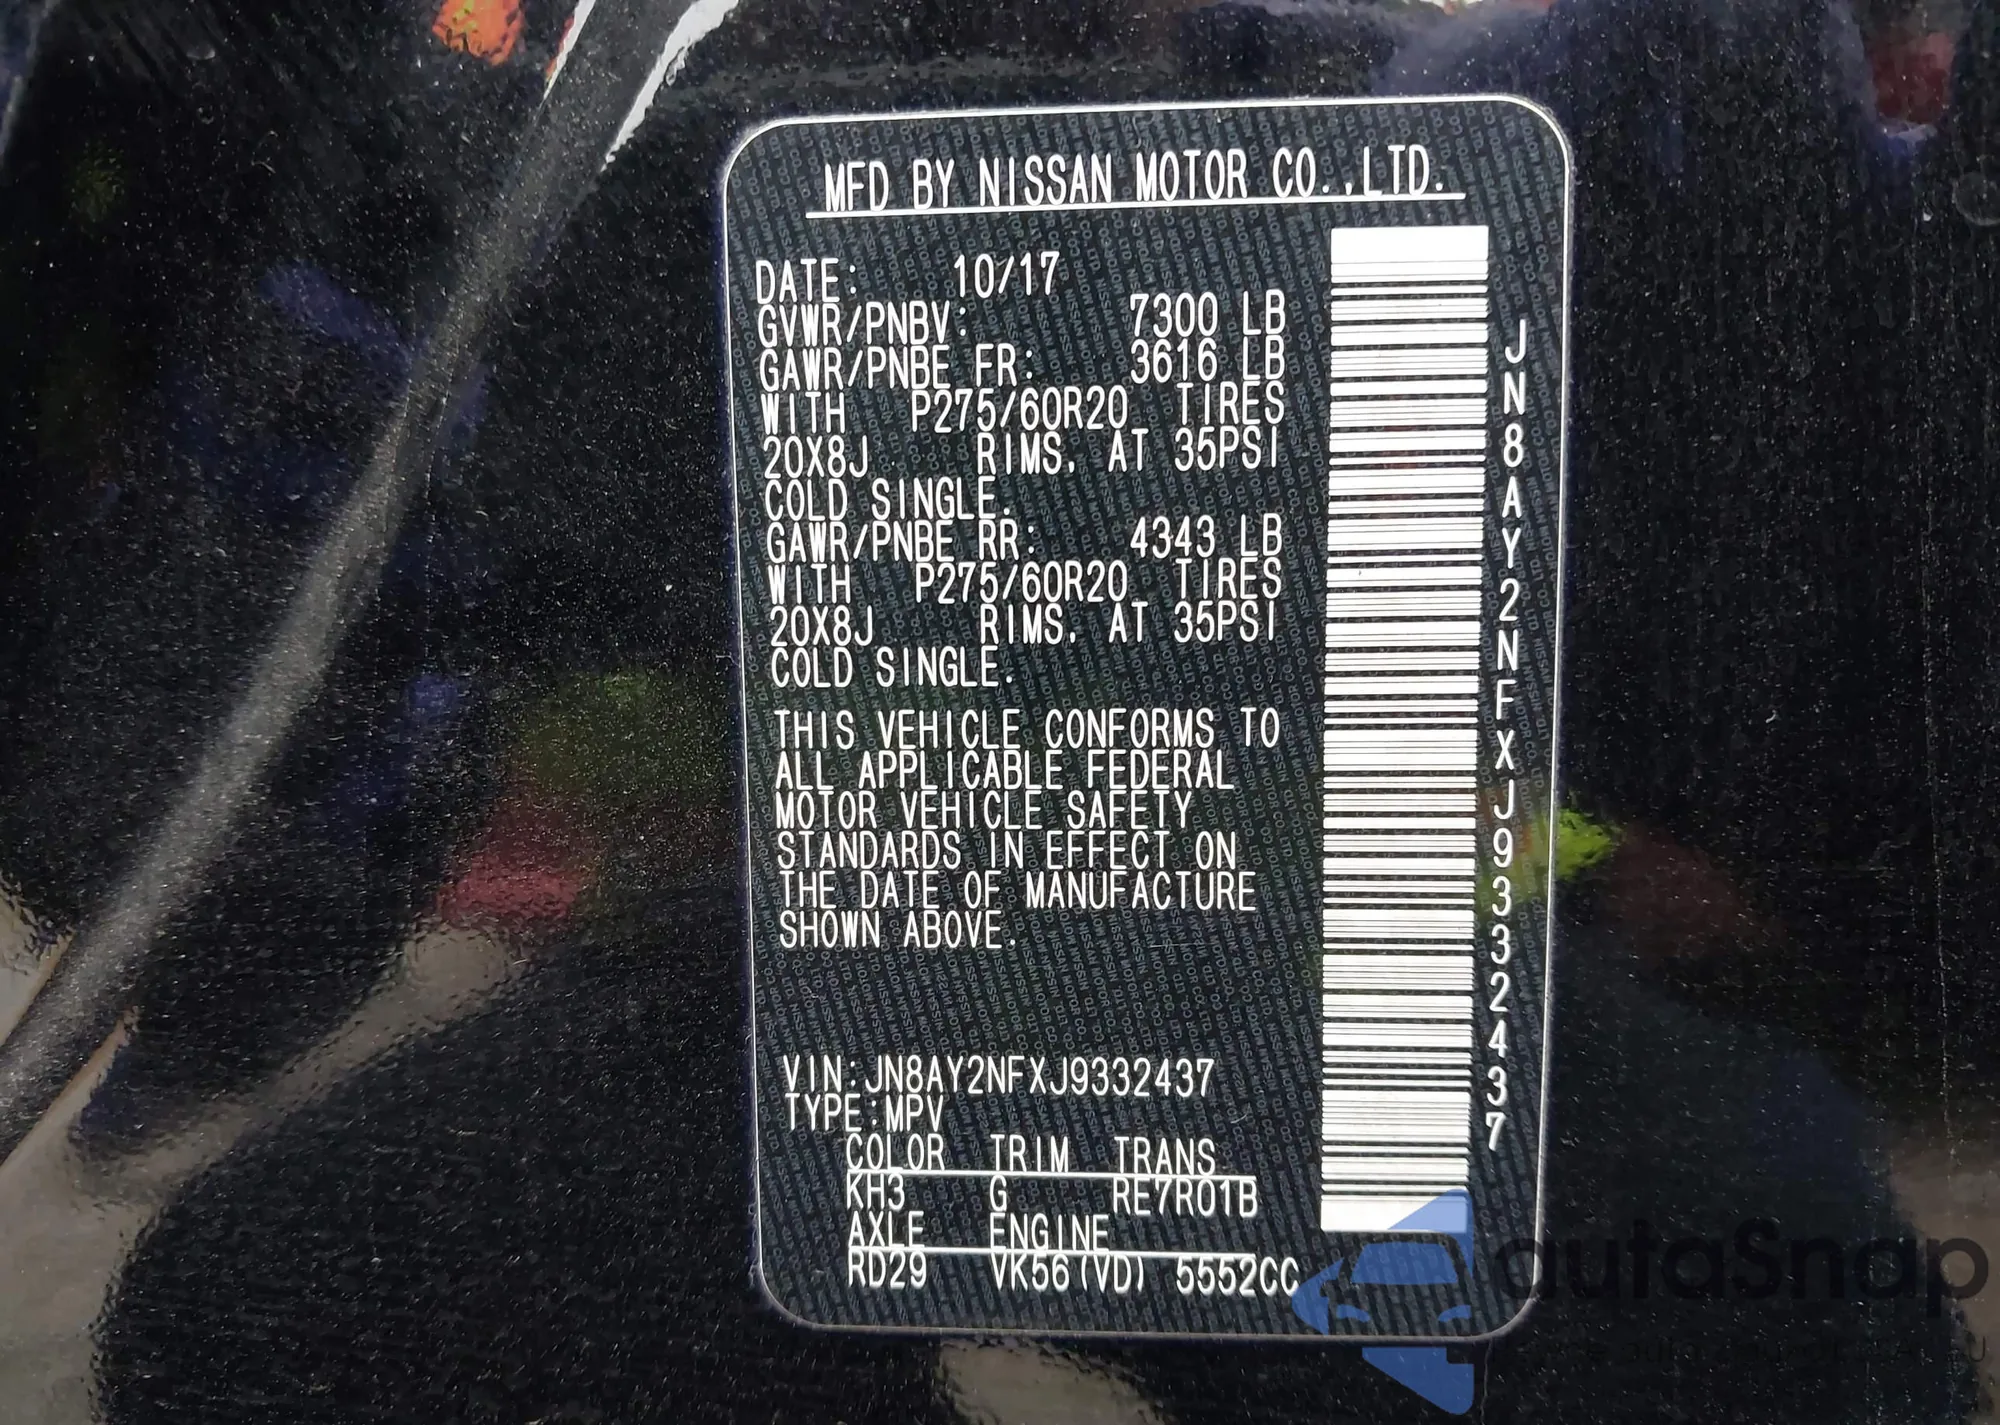 MFD BY NISSAN MOTOR CO.,LTD.
DATE: 10/17
GVWR/PNBV: 7300 LB
GAWR/PNBE FR: 3616 LB
WITH P275/60R20 TIRES
20X8J RIMS, AT 35PSI
COLD SINGLE.
GAWR/PNBE RR: 4343 LB
WITH P275/60R20 TIRES
20X8J RIMS, AT 35PSI
COLD SINGLE.
THIS VEHICLE CONFORMS TO
ALL APPLICABLE FEDERAL
MOTOR VEHICLE SAFETY
STANDARDS IN EFFECT ON
THE DATE OF MANUFACTURE
SHOWN ABOVE.
VIN:JN8AY2NFXJ9332437
TYPE:MPV
COLOR TRIM TRANS
KH3 G RE7R01B
AXLE ENGINE
RD29 VK56(VD) 5552CC
JN8AY2NFXJ9332437
autoSnap